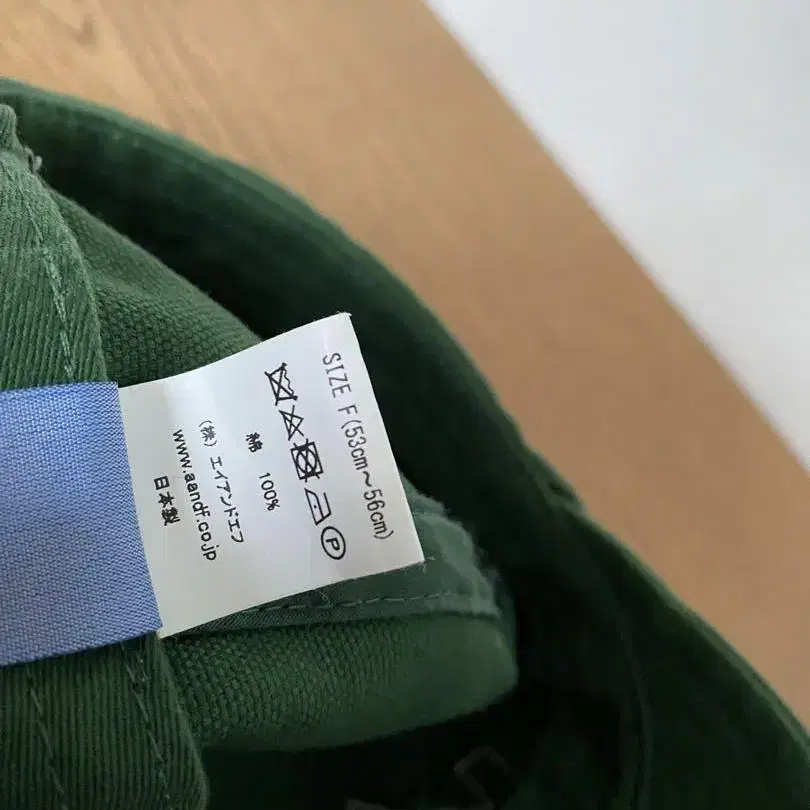 SIZE F(53cm～56cm)
P
綿 100%
(株)エイアンドエフ
www.aandf.co.jp
日本製